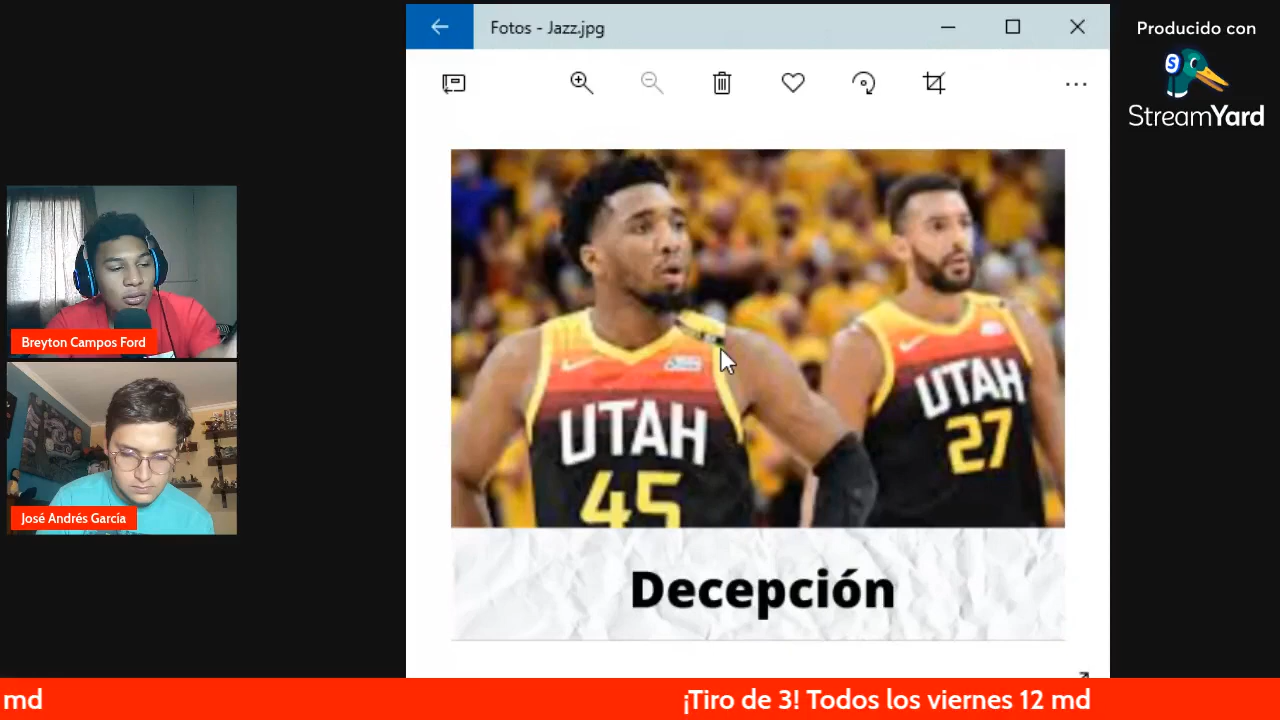 Fotos - Jazz.jpg
Producido con
S
StreamYard
Breyton Campos Ford
José Andrés García
UTAH
45
UTAH
27
Decepción
md
¡Tiro de 3! Todos los viernes 12 md